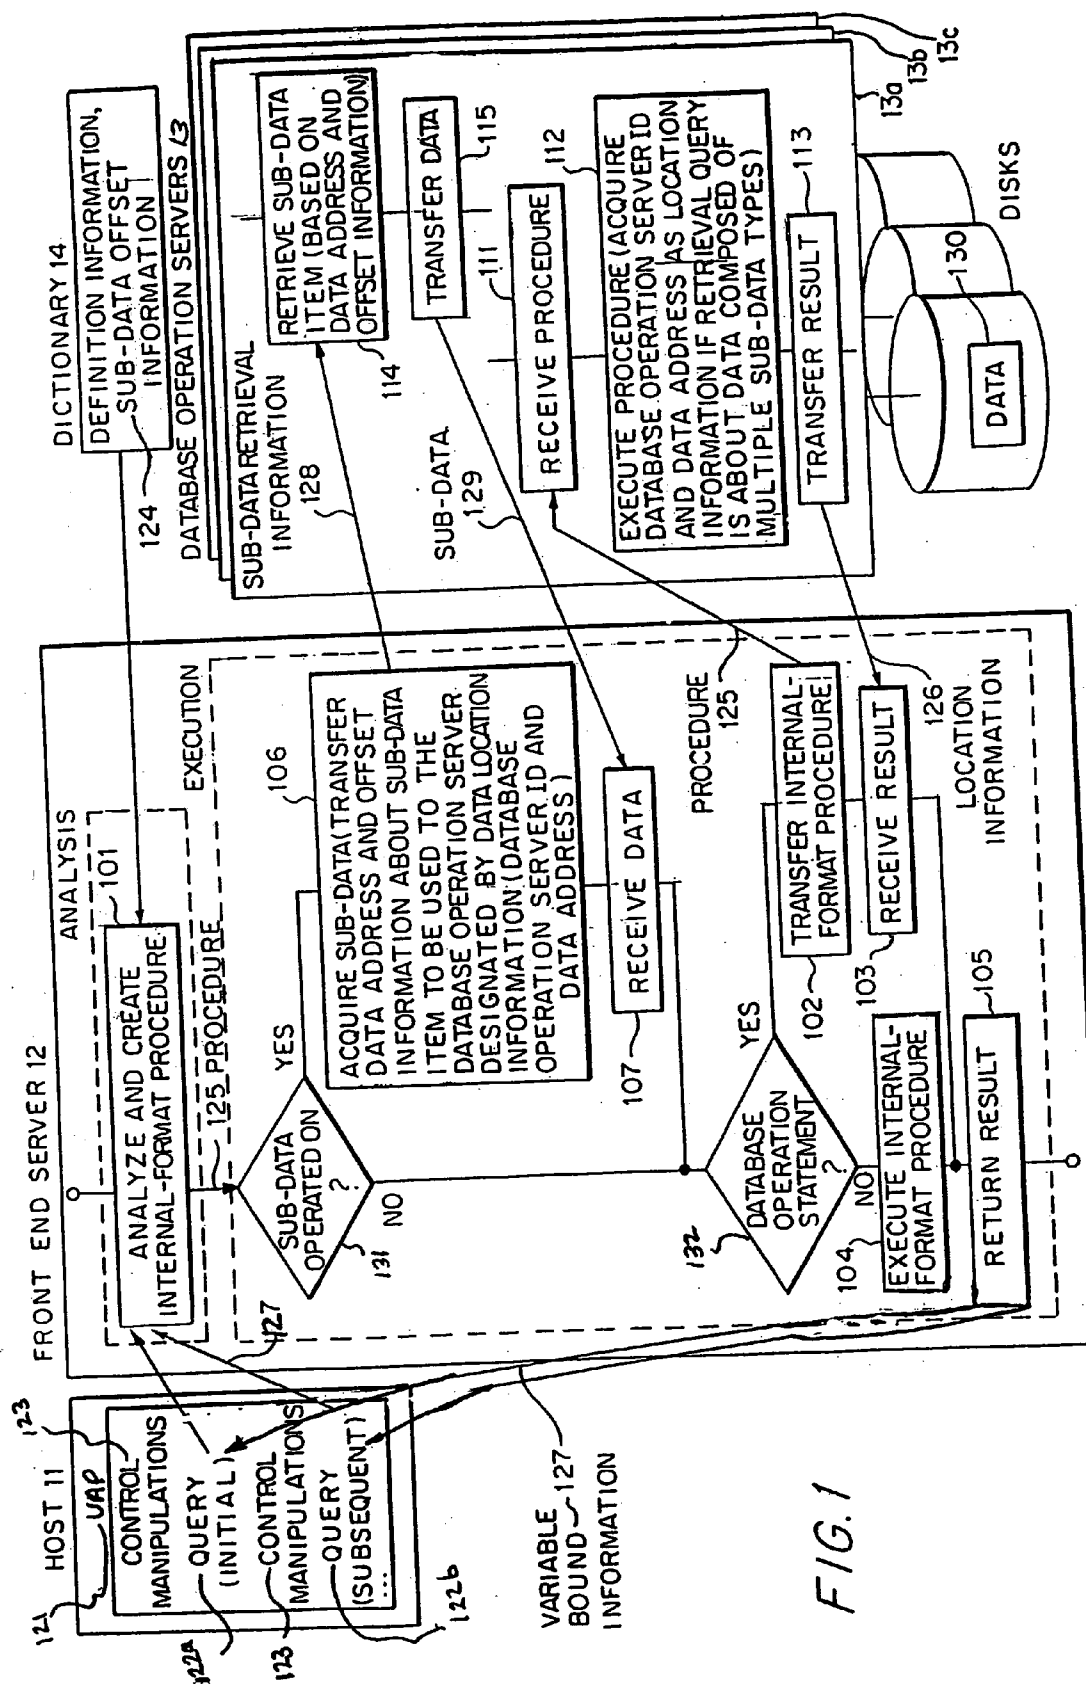 HOST 11
121
UAP
123
CONTROL
MANIPULATIONS
QUERY
(INITIAL)
122a
CONTROL
MANIPULATIONS
123
QUERY
(SUBSEQUENT)
...
122b
VARIABLE
BOUND 127
INFORMATION
FIG. 1
FRONT END SERVER 12
ANALYSIS
101
ANALYZE AND CREATE
INTERNAL-FORMAT PROCEDURE
125 PROCEDURE
127
EXECUTION
SUB-DATA
OPERATED ON
?
131
YES
NO
106
ACQUIRE SUB-DATA (TRANSFER
DATA ADDRESS AND OFFSET
INFORMATION ABOUT SUB-DATA
ITEM TO BE USED TO THE
DATABASE OPERATION SERVER
DESIGNATED BY DATA LOCATION
INFORMATION (DATABASE
OPERATION SERVER ID AND
DATA ADDRESS)
RECEIVE DATA
107
DATABASE
OPERATION
STATEMENT
?
132
YES
NO
PROCEDURE
125
TRANSFER INTERNAL-
FORMAT PROCEDURE
102
RECEIVE RESULT
103
126
LOCATION
INFORMATION
104
EXECUTE INTERNAL-
FORMAT PROCEDURE
RETURN RESULT
105
DICTIONARY 14
DEFINITION INFORMATION,
SUB-DATA OFFSET
INFORMATION
124
DATABASE OPERATION SERVERS 13
SUB-DATA RETRIEVAL
INFORMATION
128
RETRIEVE SUB-DATA
ITEM (BASED ON
DATA ADDRESS AND
OFFSET INFORMATION)
114
TRANSFER DATA
115
SUB-DATA
129
111
RECEIVE PROCEDURE
112
EXECUTE PROCEDURE (ACQUIRE
DATABASE OPERATION SERVER ID
AND DATA ADDRESS AS LOCATION
INFORMATION IF RETRIEVAL QUERY
IS ABOUT DATA COMPOSED OF
MULTIPLE SUB-DATA TYPES)
TRANSFER RESULT
113
13a
13b
13c
DATA
130
DISKS